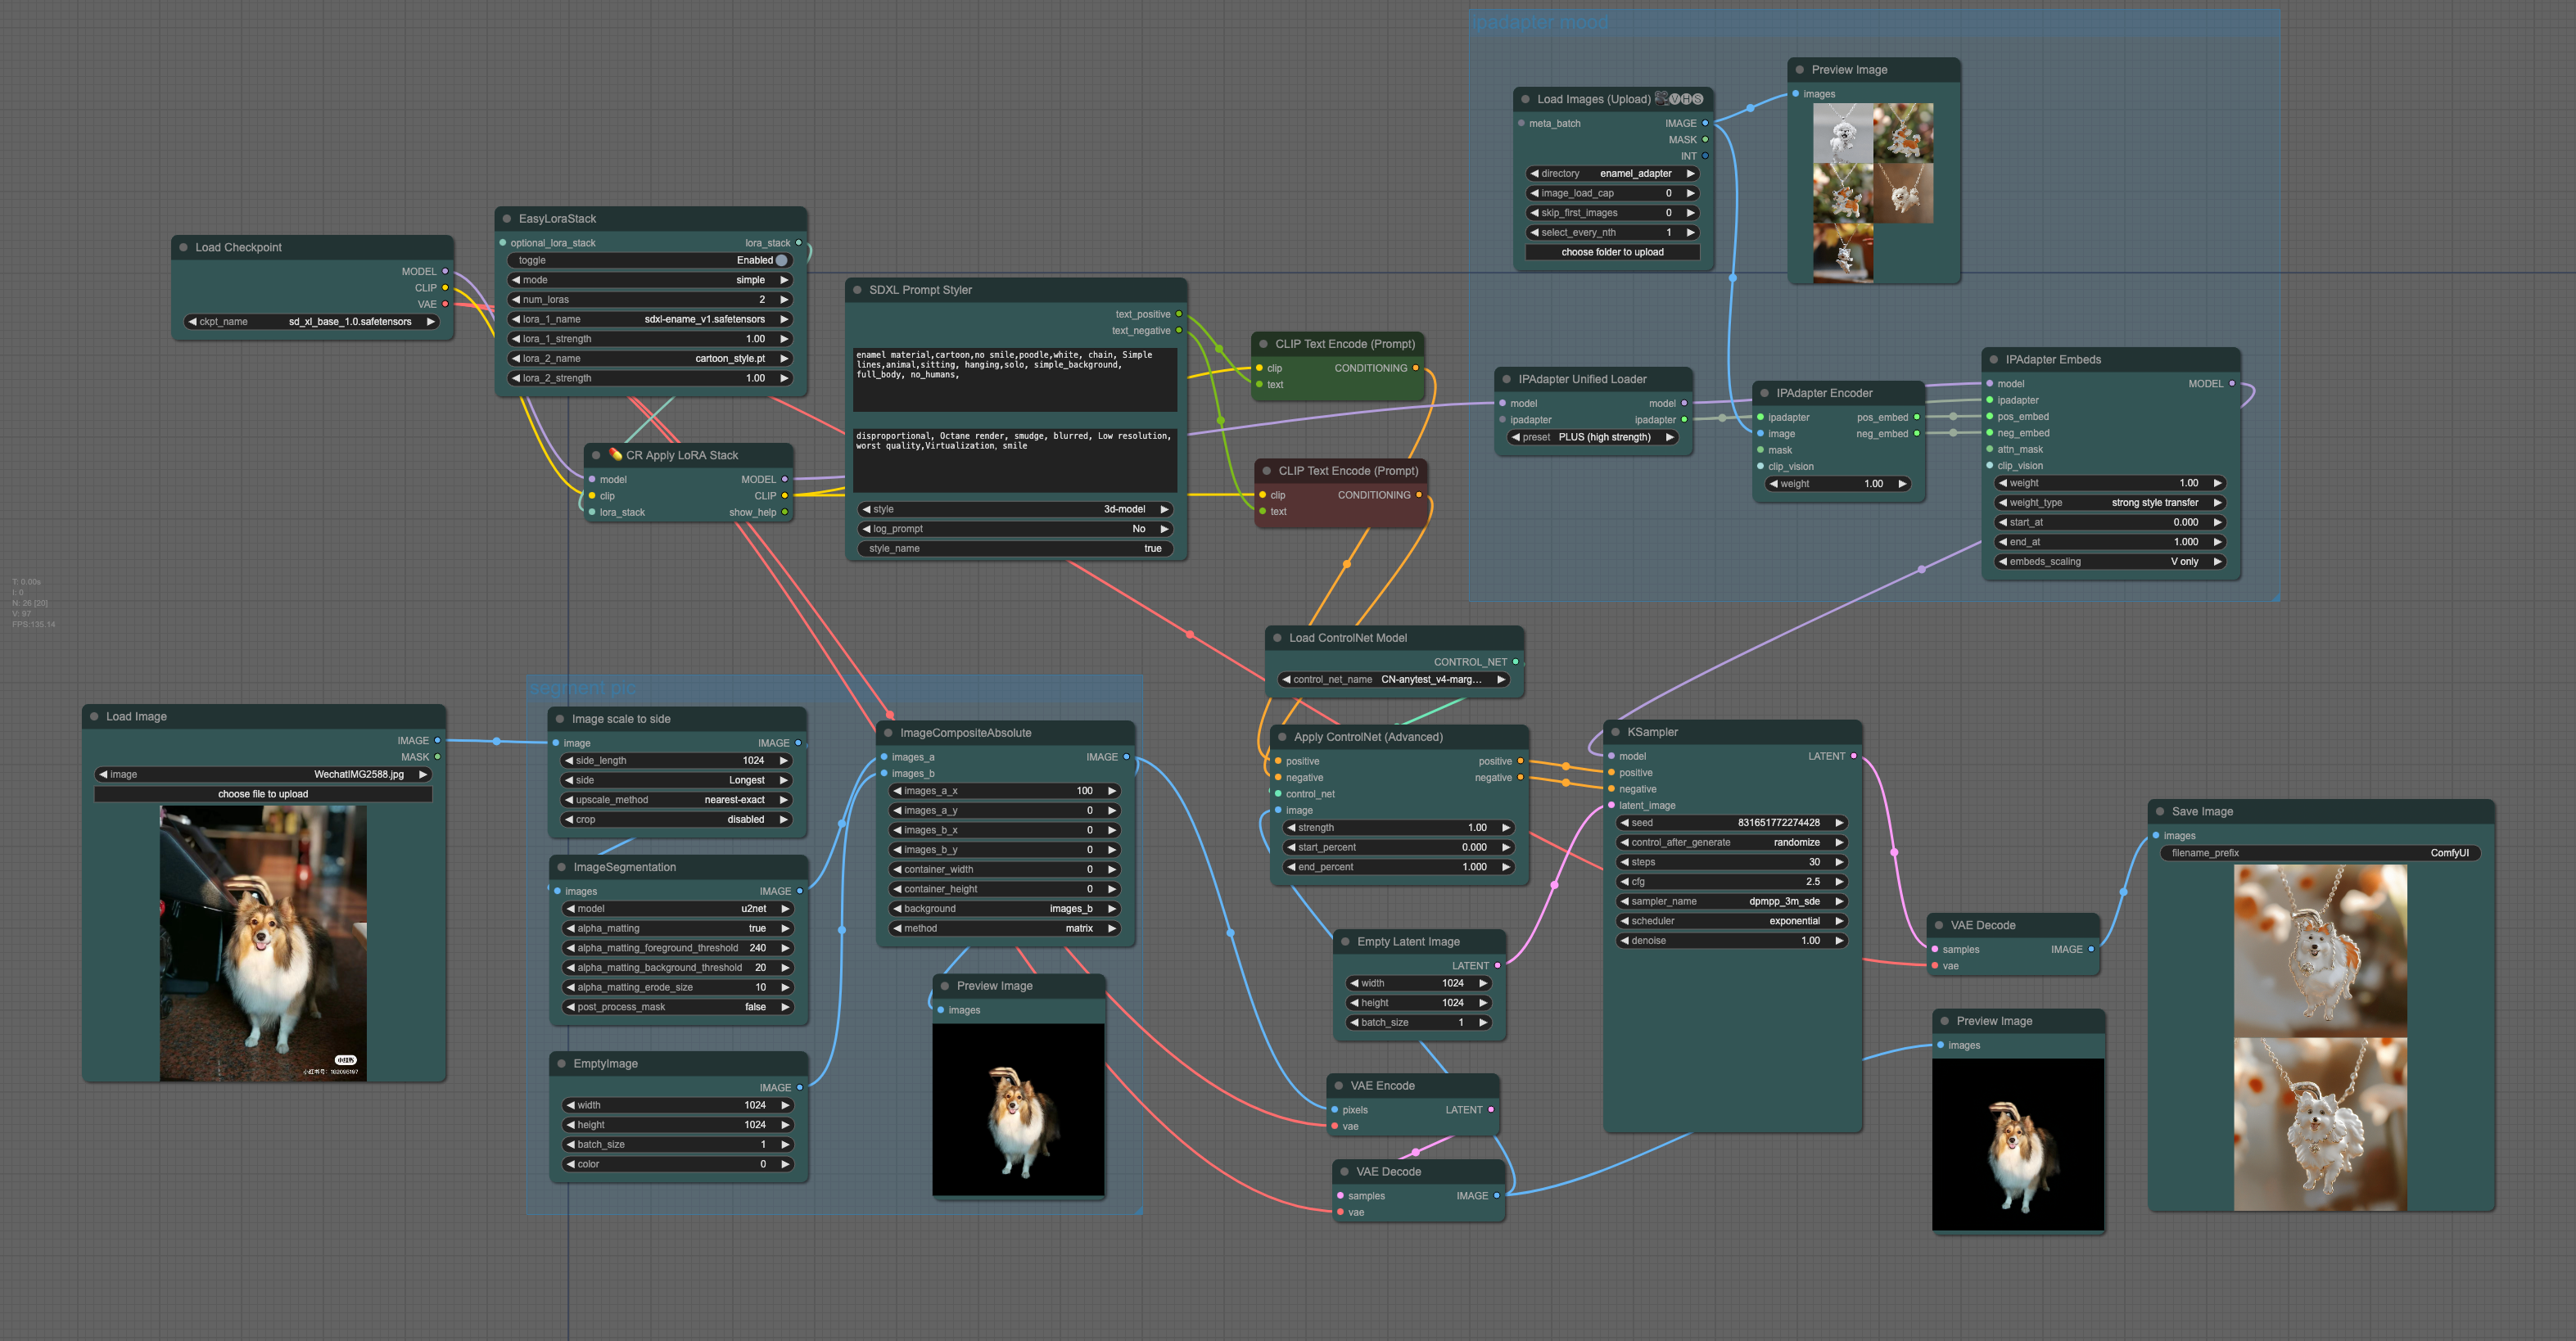 ipadapter mood
Load Images (Upload) 🎥🅥🅗🅢
meta_batch
IMAGE
MASK
INT
directory enamel_adapter
image_load_cap 0
skip_first_images 0
select_every_nth 1
choose folder to upload
Preview Image
images
Load Checkpoint
MODEL
CLIP
VAE
ckpt_name sd_xl_base_1.0.safetensors
EasyLoraStack
optional_lora_stack lora_stack
toggle Enabled
mode simple
num_loras 2
lora_1_name sdxl-ename_v1.safetensors
lora_1_strength 1.00
lora_2_name cartoon_style.pt
lora_2_strength 1.00
💊 CR Apply LoRA Stack
model MODEL
clip CLIP
lora_stack show_help
SDXL Prompt Styler
text_positive
text_negative
enamel material,cartoon,no smile,poodle,white, chain, Simple
lines,animal,sitting, hanging,solo, simple_background,
full_body, no_humans,
disproportional, Octane render, smudge, blurred, Low resolution,
worst quality,Virtualization, smile
style 3d-model
log_prompt No
style_name true
CLIP Text Encode (Prompt)
clip CONDITIONING
text
CLIP Text Encode (Prompt)
clip CONDITIONING
text
IPAdapter Unified Loader
model model
ipadapter ipadapter
preset PLUS (high strength)
IPAdapter Encoder
ipadapter pos_embed
image neg_embed
mask
clip_vision
weight 1.00
IPAdapter Embeds
model MODEL
ipadapter
pos_embed
neg_embed
attn_mask
clip_vision
weight 1.00
weight_type strong style transfer
start_at 0.000
end_at 1.000
embeds_scaling V only
T: 0.00s
I: 0
N: 26 [20]
V: 97
FPS:135.14
Load Image
IMAGE
MASK
image WechatIMG2588.jpg
choose file to upload
小红书
segment pic
Image scale to side
image IMAGE
side_length 1024
side Longest
upscale_method nearest-exact
crop disabled
ImageSegmentation
images IMAGE
model u2net
alpha_matting true
alpha_matting_foreground_threshold 240
alpha_matting_background_threshold 20
alpha_matting_erode_size 10
post_process_mask false
EmptyImage
IMAGE
width 1024
height 1024
batch_size 1
color 0
ImageCompositeAbsolute
images_a IMAGE
images_b
images_a_x 100
images_a_y 0
images_b_x 0
images_b_y 0
container_width 0
container_height 0
background images_b
method matrix
Preview Image
images
Load ControlNet Model
CONTROL_NET
control_net_name CN-anytest_v4-marg...
Apply ControlNet (Advanced)
positive positive
negative negative
control_net
image
strength 1.00
start_percent 0.000
end_percent 1.000
Empty Latent Image
LATENT
width 1024
height 1024
batch_size 1
VAE Encode
pixels LATENT
vae
VAE Decode
samples IMAGE
vae
KSampler
model LATENT
positive
negative
latent_image
seed 831651772274428
control_after_generate randomize
steps 30
cfg 2.5
sampler_name dpmpp_3m_sde
scheduler exponential
denoise 1.00
VAE Decode
samples IMAGE
vae
Preview Image
images
Save Image
images
filename_prefix ComfyUI